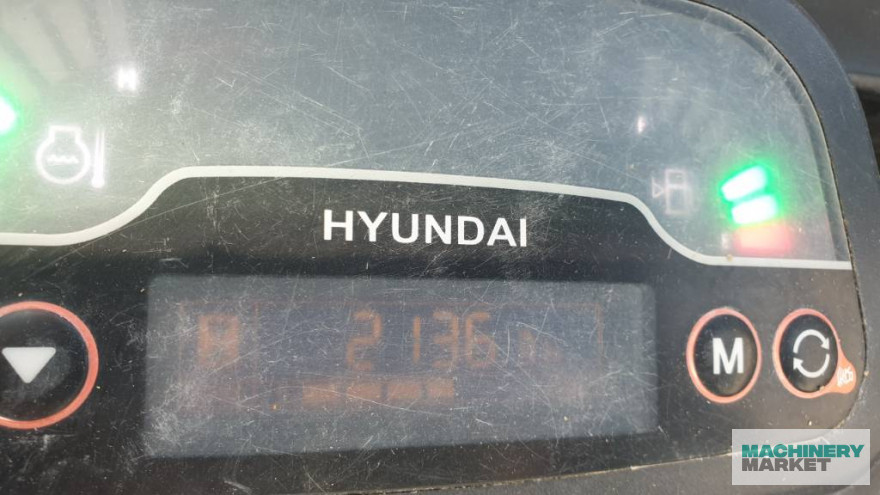 HYUNDAI
2136
M
MACHINERY
MARKET